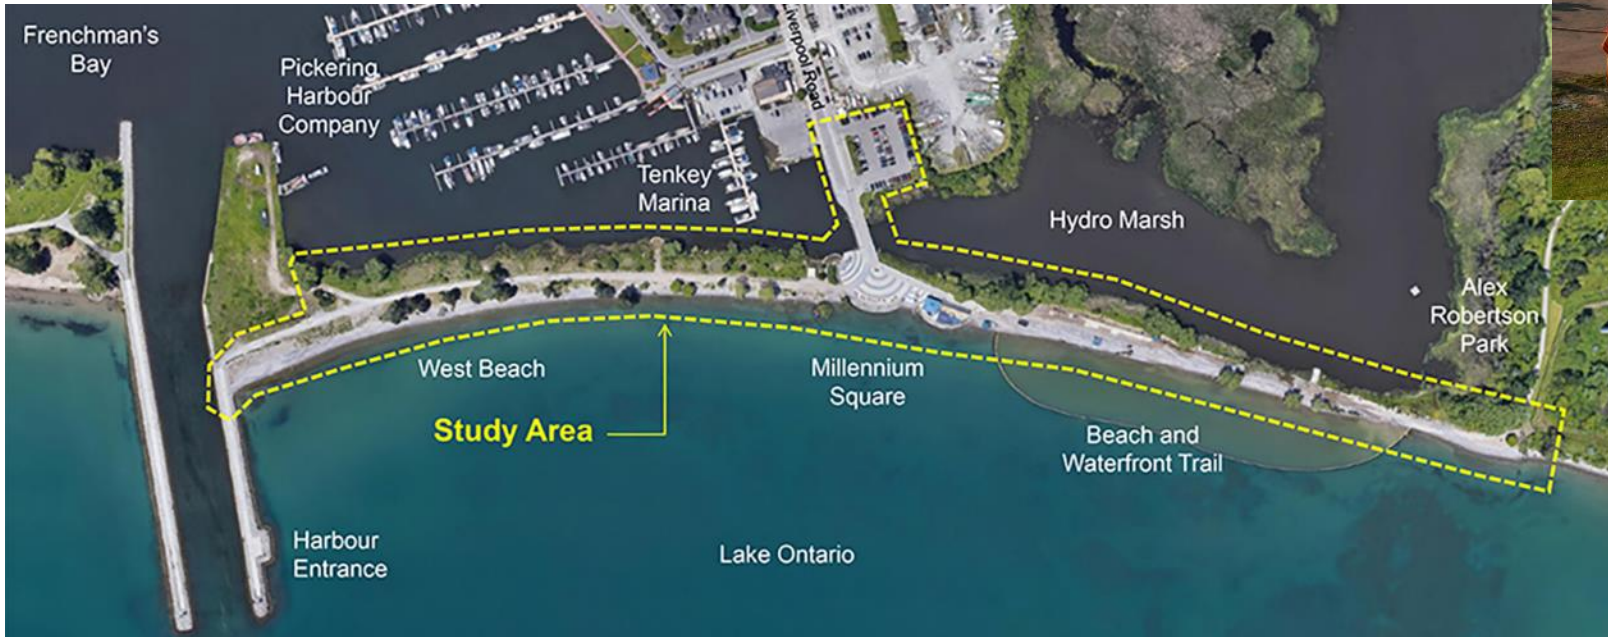 Frenchman's
Bay
Pickering
Harbour
Company
Liverpool Road
Tenkey
Marina
Hydro Marsh
Alex
Robertson
Park
West Beach
Millennium
Square
Study Area
Beach and
Waterfront Trail
Harbour
Entrance
Lake Ontario